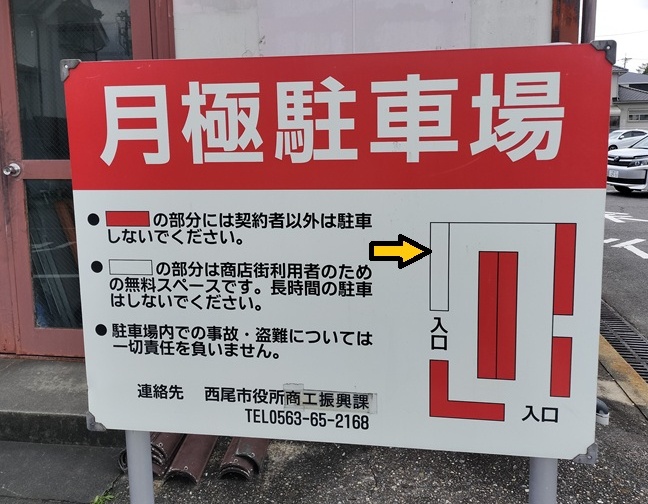 月極駐車場
● の部分には契約者以外は駐車
しないでください。
● の部分は商店街利用者のため
の無料スペースです。長時間の駐車
はしないでください。
● 駐車場内での事故・盗難については
一切責任を負いません。
連絡先 西尾市役所商工振興課
TEL0563-65-2168
入口
入口